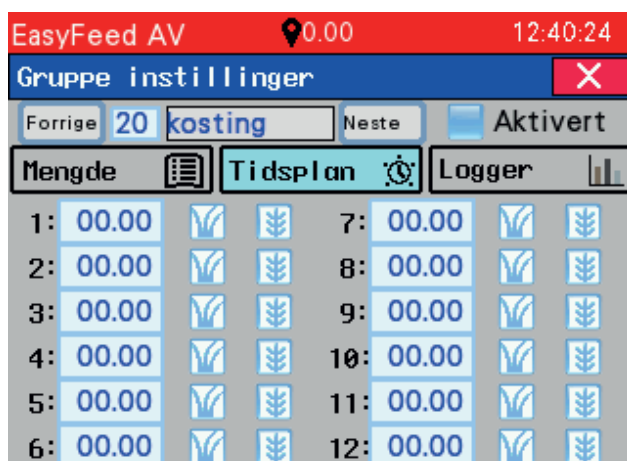 EasyFeed AV 0.00 12:40:24
Gruppe instillinger X
Forrige 20 kosting Neste Aktivert
Mengde Tidsplan Logger
1: 00.00 7: 00.00
2: 00.00 8: 00.00
3: 00.00 9: 00.00
4: 00.00 10: 00.00
5: 00.00 11: 00.00
6: 00.00 12: 00.00